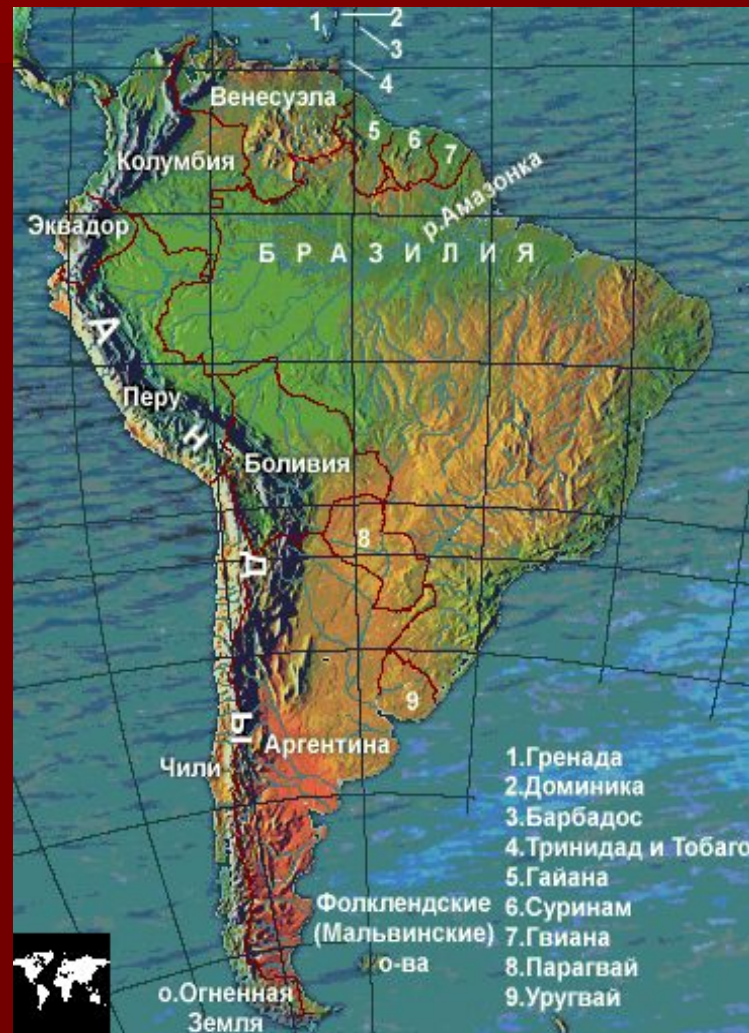 1
2
3
4
Венесуэла
5
6
7
Колумбия
р.Амазонка
Эквадор
БРАЗИЛИЯ
АНДЫ
Перу
Боливия
8
9
Аргентина
Чили
1.Гренада
2.Доминика
3.Барбадос
4.Тринидад и Тобаго
5.Гайана
6.Суринам
7.Гвиана
8.Парагвай
9.Уругвай
Фолклендские
(Мальвинские)
о-ва
о.Огненная
Земля